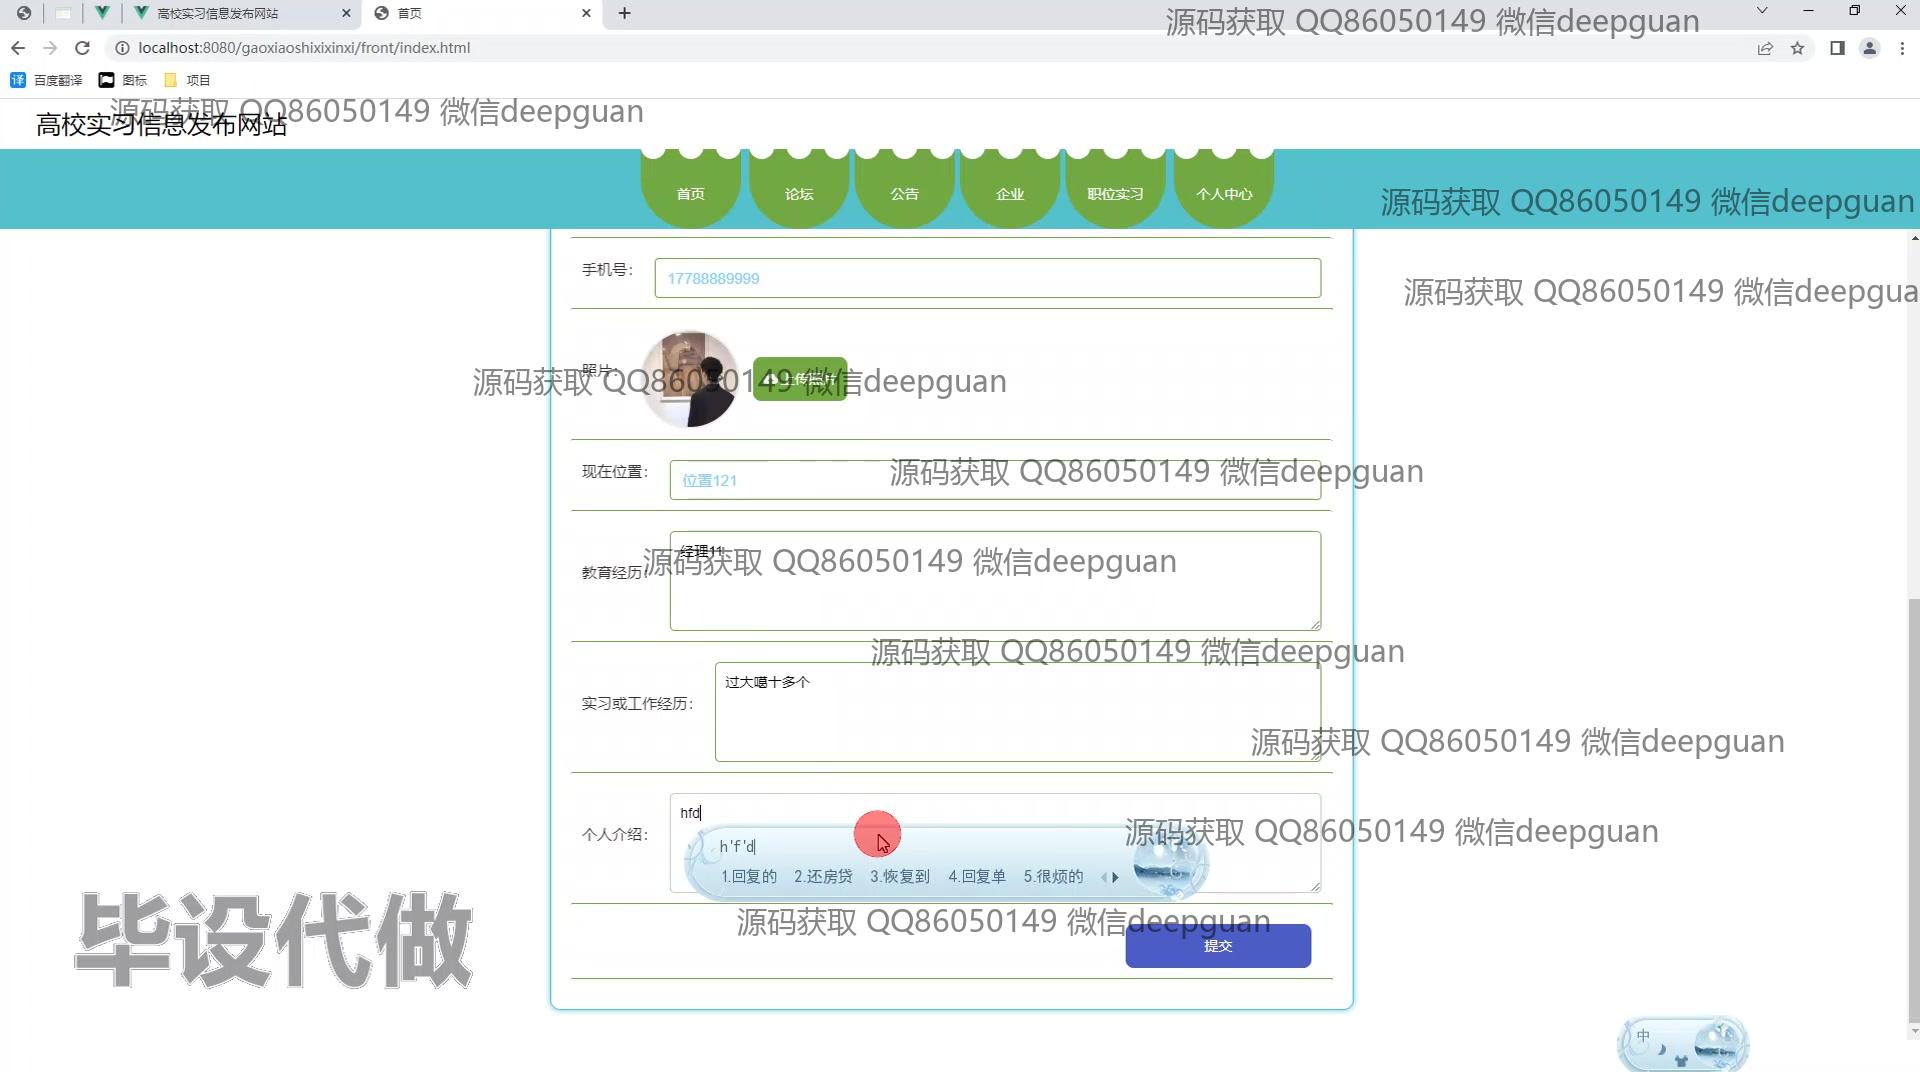 高校实习信息发布网站
首页
源码获取 QQ86050149 微信deepguan
localhost:8080/gaoxiaoshixixinxi/front/index.html
译 百度翻译
图标
项目
源码获取 QQ86050149 微信deepguan
高校实习信息发布网站
首页
论坛
公告
企业
职位实习
个人中心
源码获取 QQ86050149 微信deepguan
手机号：
17788889999
源码获取 QQ86050149 微信deepgua
照片：
上传照片
源码获取 QQ86050149 微信deepguan
现在位置：
位置121
源码获取 QQ86050149 微信deepguan
教育经历：
经理11
源码获取 QQ86050149 微信deepguan
源码获取 QQ86050149 微信deepguan
实习或工作经历：
过大噶十多个
源码获取 QQ86050149 微信deepguan
个人介绍：
hfd
源码获取 QQ86050149 微信deepguan
h'f'd
1.回复的 2.还房贷 3.恢复到 4.回复单 5.很烦的
源码获取 QQ86050149 微信deepguan
提交
毕设代做
中